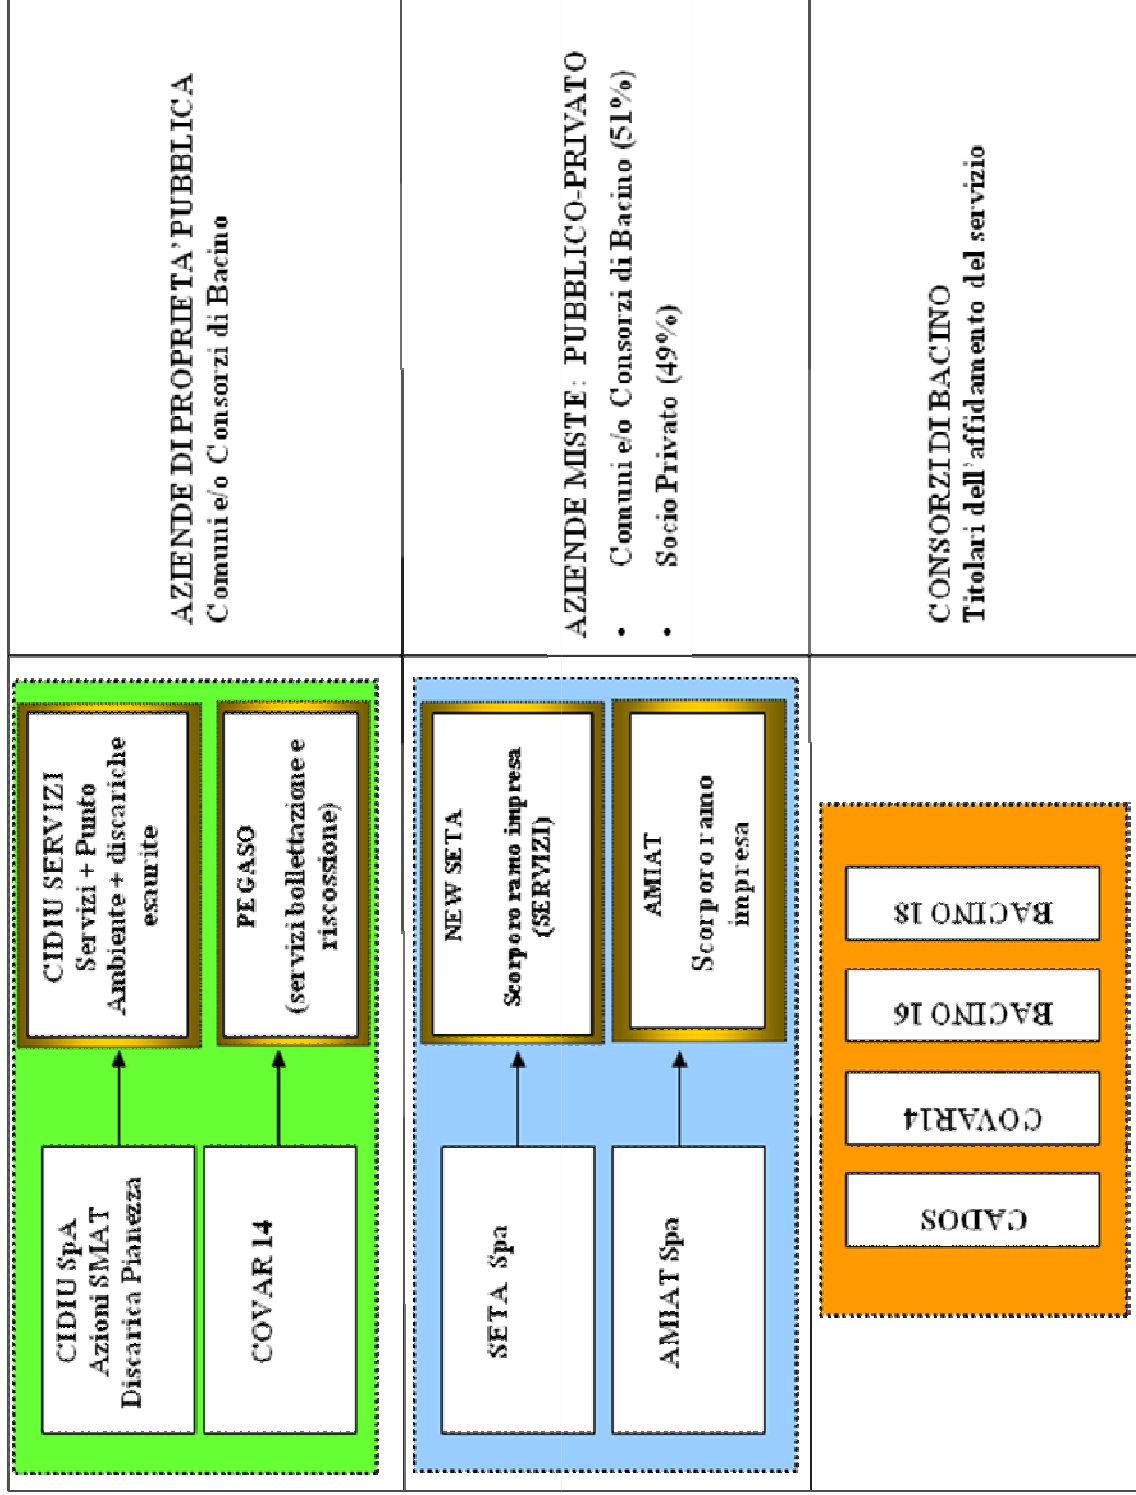 CIDIU SpA
Azioni SMAT
Discarica Pianezza
CIDIU SERVIZI
Servizi + Punto
Ambiente + discariche
esaurite
COVAR 14
PEGASO
(servizi bollettazione e
riscossione)
AZIENDE DI PROPRIETA’ PUBBLICA
Comuni e/o Consorzi di Bacino
SETA Spa
NEW SETA
Scorporo ramo impresa
(SERVIZI)
AMIAT Spa
AMIAT
Scorporo ramo
impresa
AZIENDE MISTE: PUBBLICO-PRIVATO
• Comuni e/o Consorzi di Bacino (51%)
• Socio Privato (49%)
CADOS
COVAR14
BACINO 16
BACINO 18
CONSORZI DI BACINO
Titolari dell’affidamento del servizio